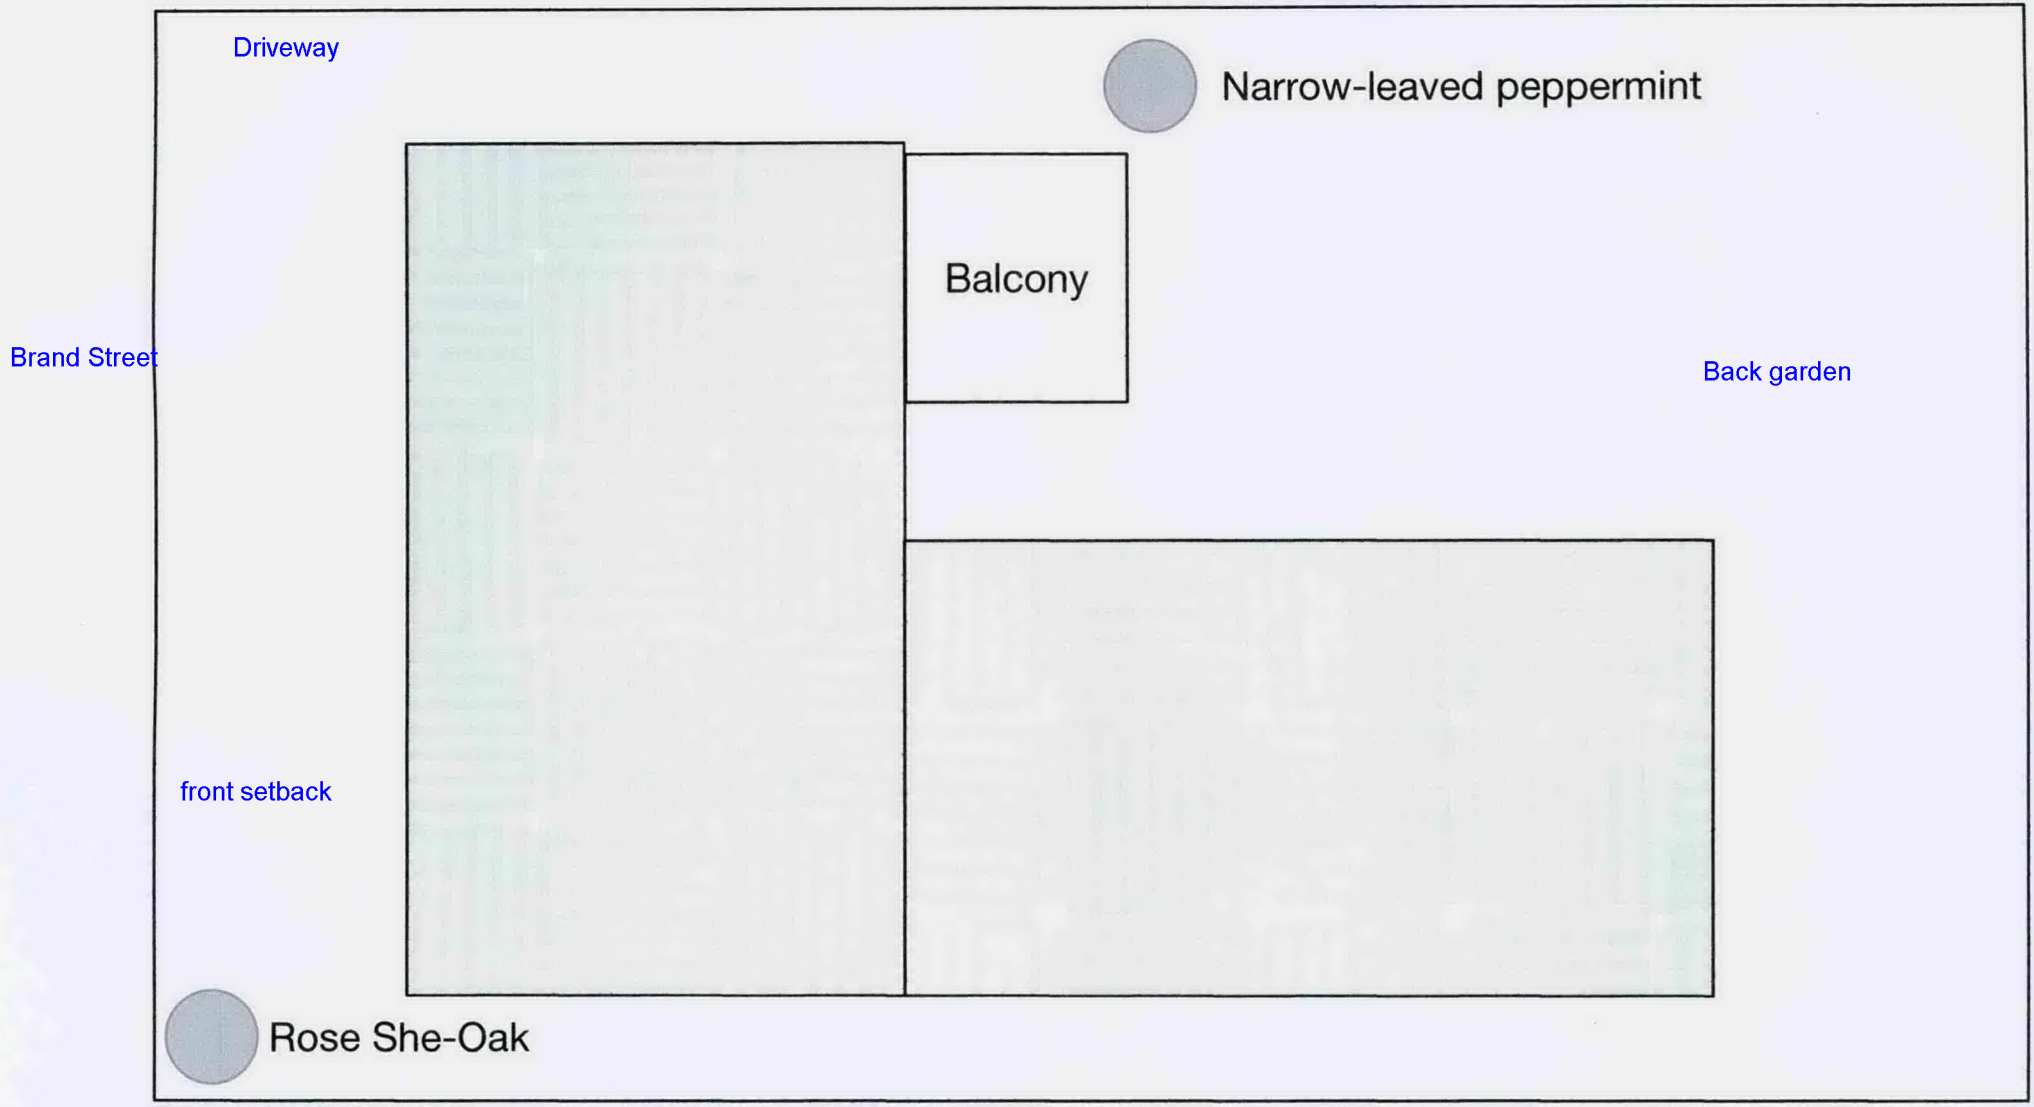 Driveway
Narrow-leaved peppermint
Balcony
Brand Street
Back garden
front setback
Rose She-Oak